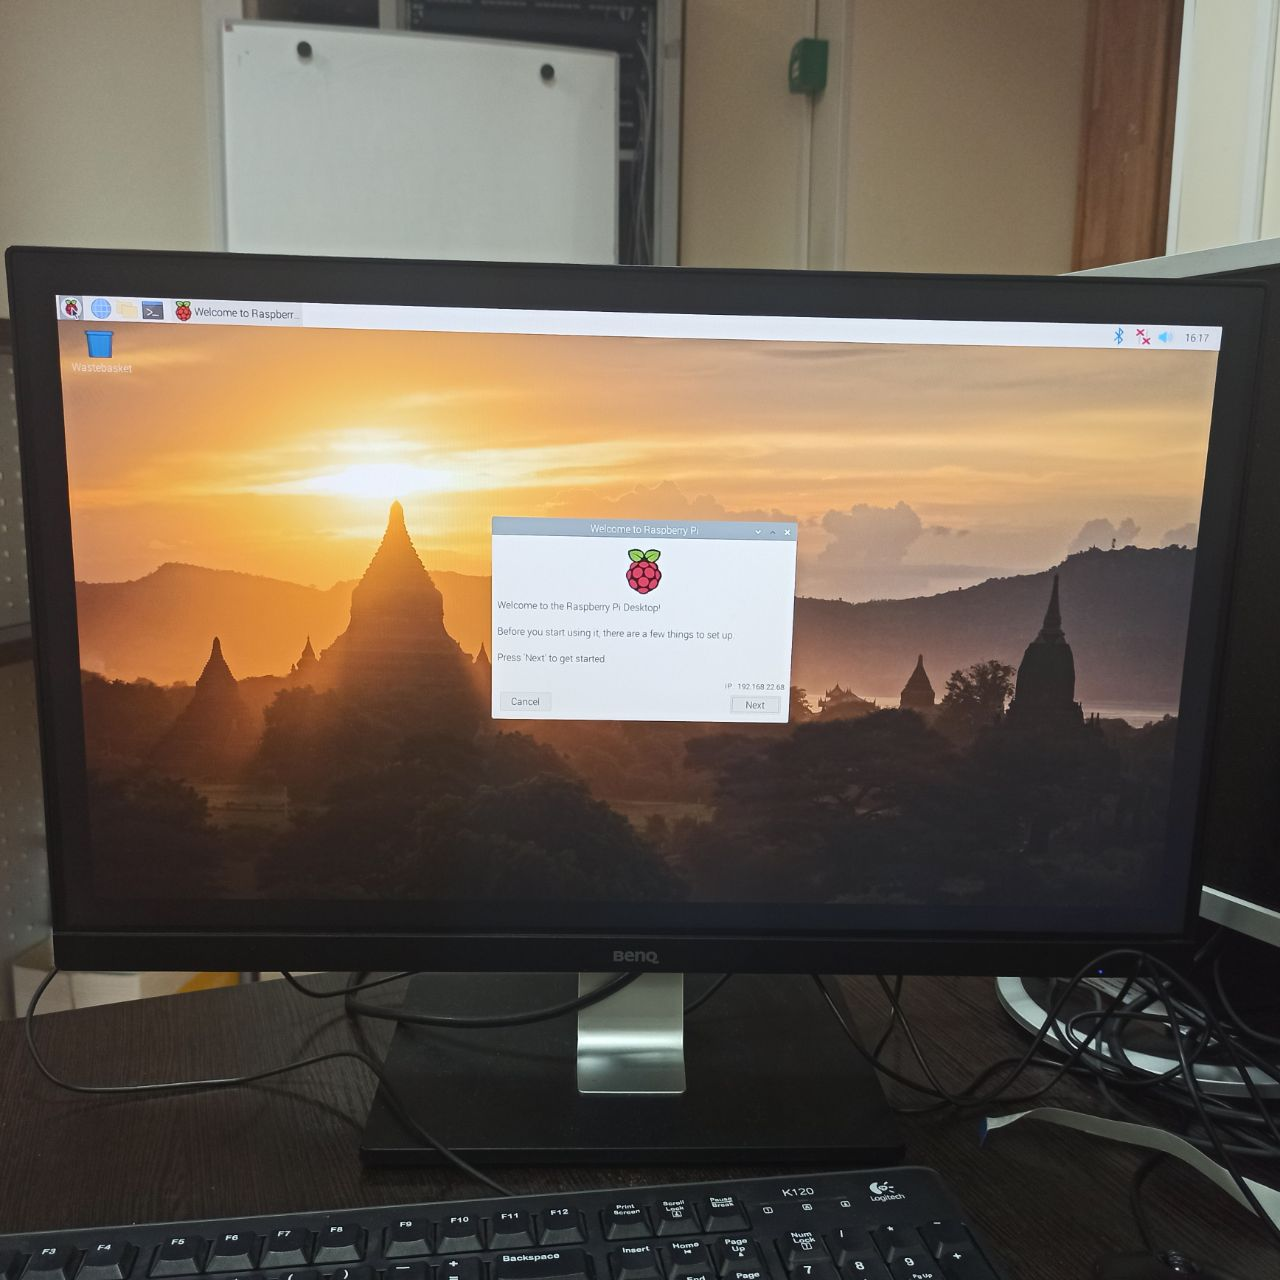 Welcome to Raspberr...
16:17
Wastebasket
Welcome to Raspberry Pi
Welcome to the Raspberry Pi Desktop!
Before you start using it, there are a few things to set up.
Press 'Next' to get started.
IP : 192.168.22.68
Cancel
Next
BenQ
K120
Logitech
Print Screen
Scroll Lock
Pause Break
F3
F4
F5
F6
F7
F8
F9
F10
F11
F12
Backspace
Insert
Home
Page Up
Num Lock
/
*
-
End
Page
7
8
9
PgUp
+